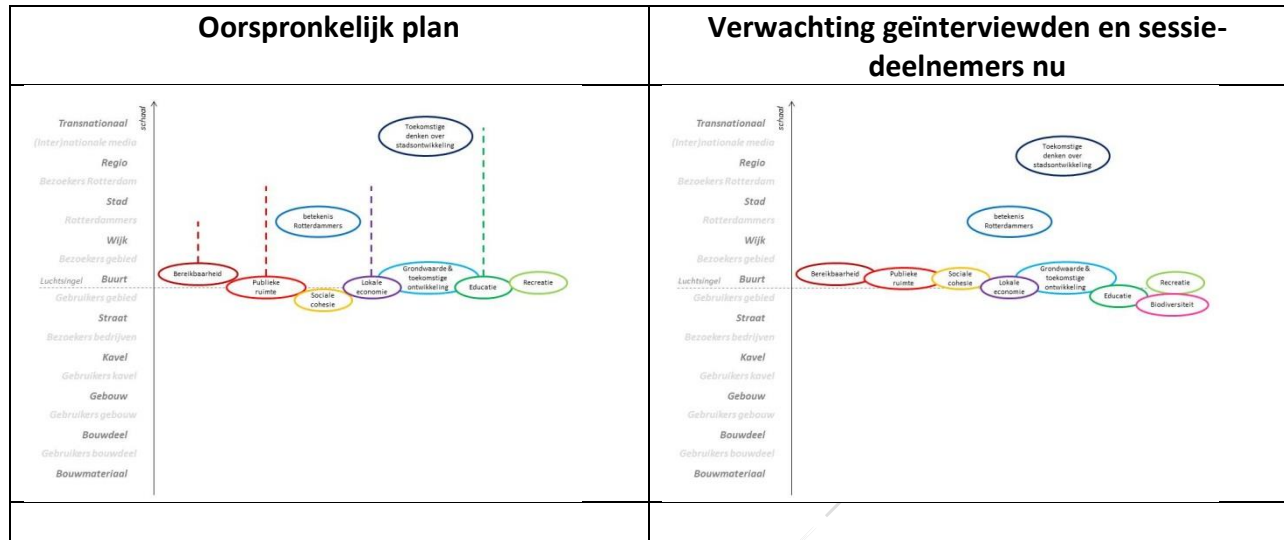 Oorspronkelijk plan
Verwachting geïnterviewden en sessie-
deelnemers nu
schaal
Transnationaal
(Inter)nationale media
Regio
Bezoekers Rotterdam
Stad
Rotterdammers
Wijk
Bezoekers gebied
Luchtsingel Buurt
Gebruikers gebied
Straat
Bezoekers bedrijven
Kavel
Gebruikers kavel
Gebouw
Gebruikers gebouw
Bouwdeel
Gebruikers bouwdeel
Bouwmateriaal
Toekomstige
denken over
stadsontwikkeling
betekenis
Rotterdammers
Bereikbaarheid
Publieke
ruimte
Sociale
cohesie
Lokale
economie
Grondwaarde &
toekomstige
ontwikkeling
Educatie
Recreatie
schaal
Transnationaal
(Inter)nationale media
Regio
Bezoekers Rotterdam
Stad
Rotterdammers
Wijk
Bezoekers gebied
Luchtsingel Buurt
Gebruikers gebied
Straat
Bezoekers bedrijven
Kavel
Gebruikers kavel
Gebouw
Gebruikers gebouw
Bouwdeel
Gebruikers bouwdeel
Bouwmateriaal
Toekomstige
denken over
stadsontwikkeling
betekenis
Rotterdammers
Bereikbaarheid
Publieke
ruimte
Sociale
cohesie
Lokale
economie
Grondwaarde &
toekomstige
ontwikkeling
Educatie
Recreatie
Biodiversiteit